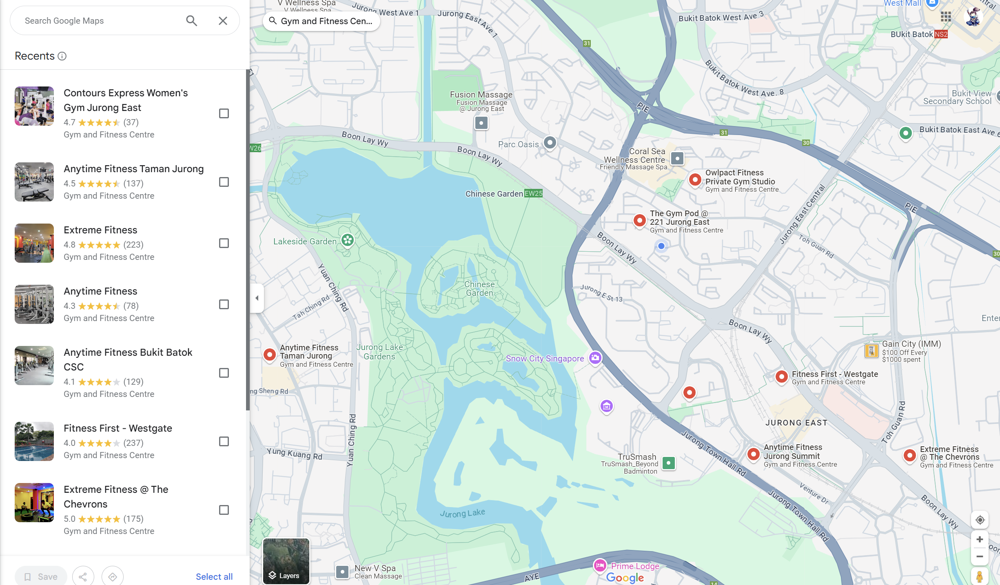 Search Google Maps
Recents
Contours Express Women's
Gym Jurong East
4.7 (37)
Gym and Fitness Centre
Anytime Fitness Taman Jurong
4.5 (137)
Gym and Fitness Centre
Extreme Fitness
4.8 (223)
Gym and Fitness Centre
Anytime Fitness
4.3 (78)
Gym and Fitness Centre
Anytime Fitness Bukit Batok
CSC
4.1 (129)
Gym and Fitness Centre
Fitness First - Westgate
4.0 (237)
Gym and Fitness Centre
Extreme Fitness @ The
Chevrons
5.0 (175)
Gym and Fitness Centre
Save
Select all
V Wellness Spa
V Wellness Spa
Gym and Fitness Cen...
Jurong West Ave 1
Jurong East Ave 1
Bukit Batok West Ave 3
West Mall
BUkit Batok NS2
31
Bukit Batok West Ave. 8
Bukit View
Secondary School
Fusion Massage
Fusion Massage
@ Jurong East
PIE
31
30
Bukit Batok East Ave 6
Boon Lay Wy
Boon Lay Wy
W26
Parc Oasis
Coral Sea
Wellness Centre
Friendly Massage Spa
Owlpact Fitness
Private Gym Studio
Gym and Fitness Centre
Chinese Garden EW25
The Gym Pod @
221 Jurong East
Gym and Fitness Centre
Jurong East Central
PIE
30
Toh Guan Rd
Lakeside Garden
Boon Lay Wy
Yuan Ching Rd
Tah Ching Rd
Chinese
Garden
Jurong E St 13
Boon Lay Wy
Enter
Anytime Fitness
Taman Jurong
Gym and Fitness Centre
Jurong Lake
Gardens
Snow City Singapore
Gain City (IMM)
$100 Off Every
$1000 spent
Fitness First - Westgate
Gym and Fitness Centre
ng Sheng Rd
JURONG EAST
Toh Guan Rd
Yuan Ching Rd
Yung Kuang Rd
Jurong Town Hall Rd
TruSmash
TruSmash_Beyond
Badminton
Anytime Fitness
Jurong Summit
Gym and Fitness Centre
Extreme Fitness
@ The Chevrons
Gym and Fitness Centre
Venture Dr
Boon Lay Wy
Jurong Town Hall Rd
Jurong Lake
Layers
New V Spa
Clean Massage
AYE
Prime Lodge
Google
14